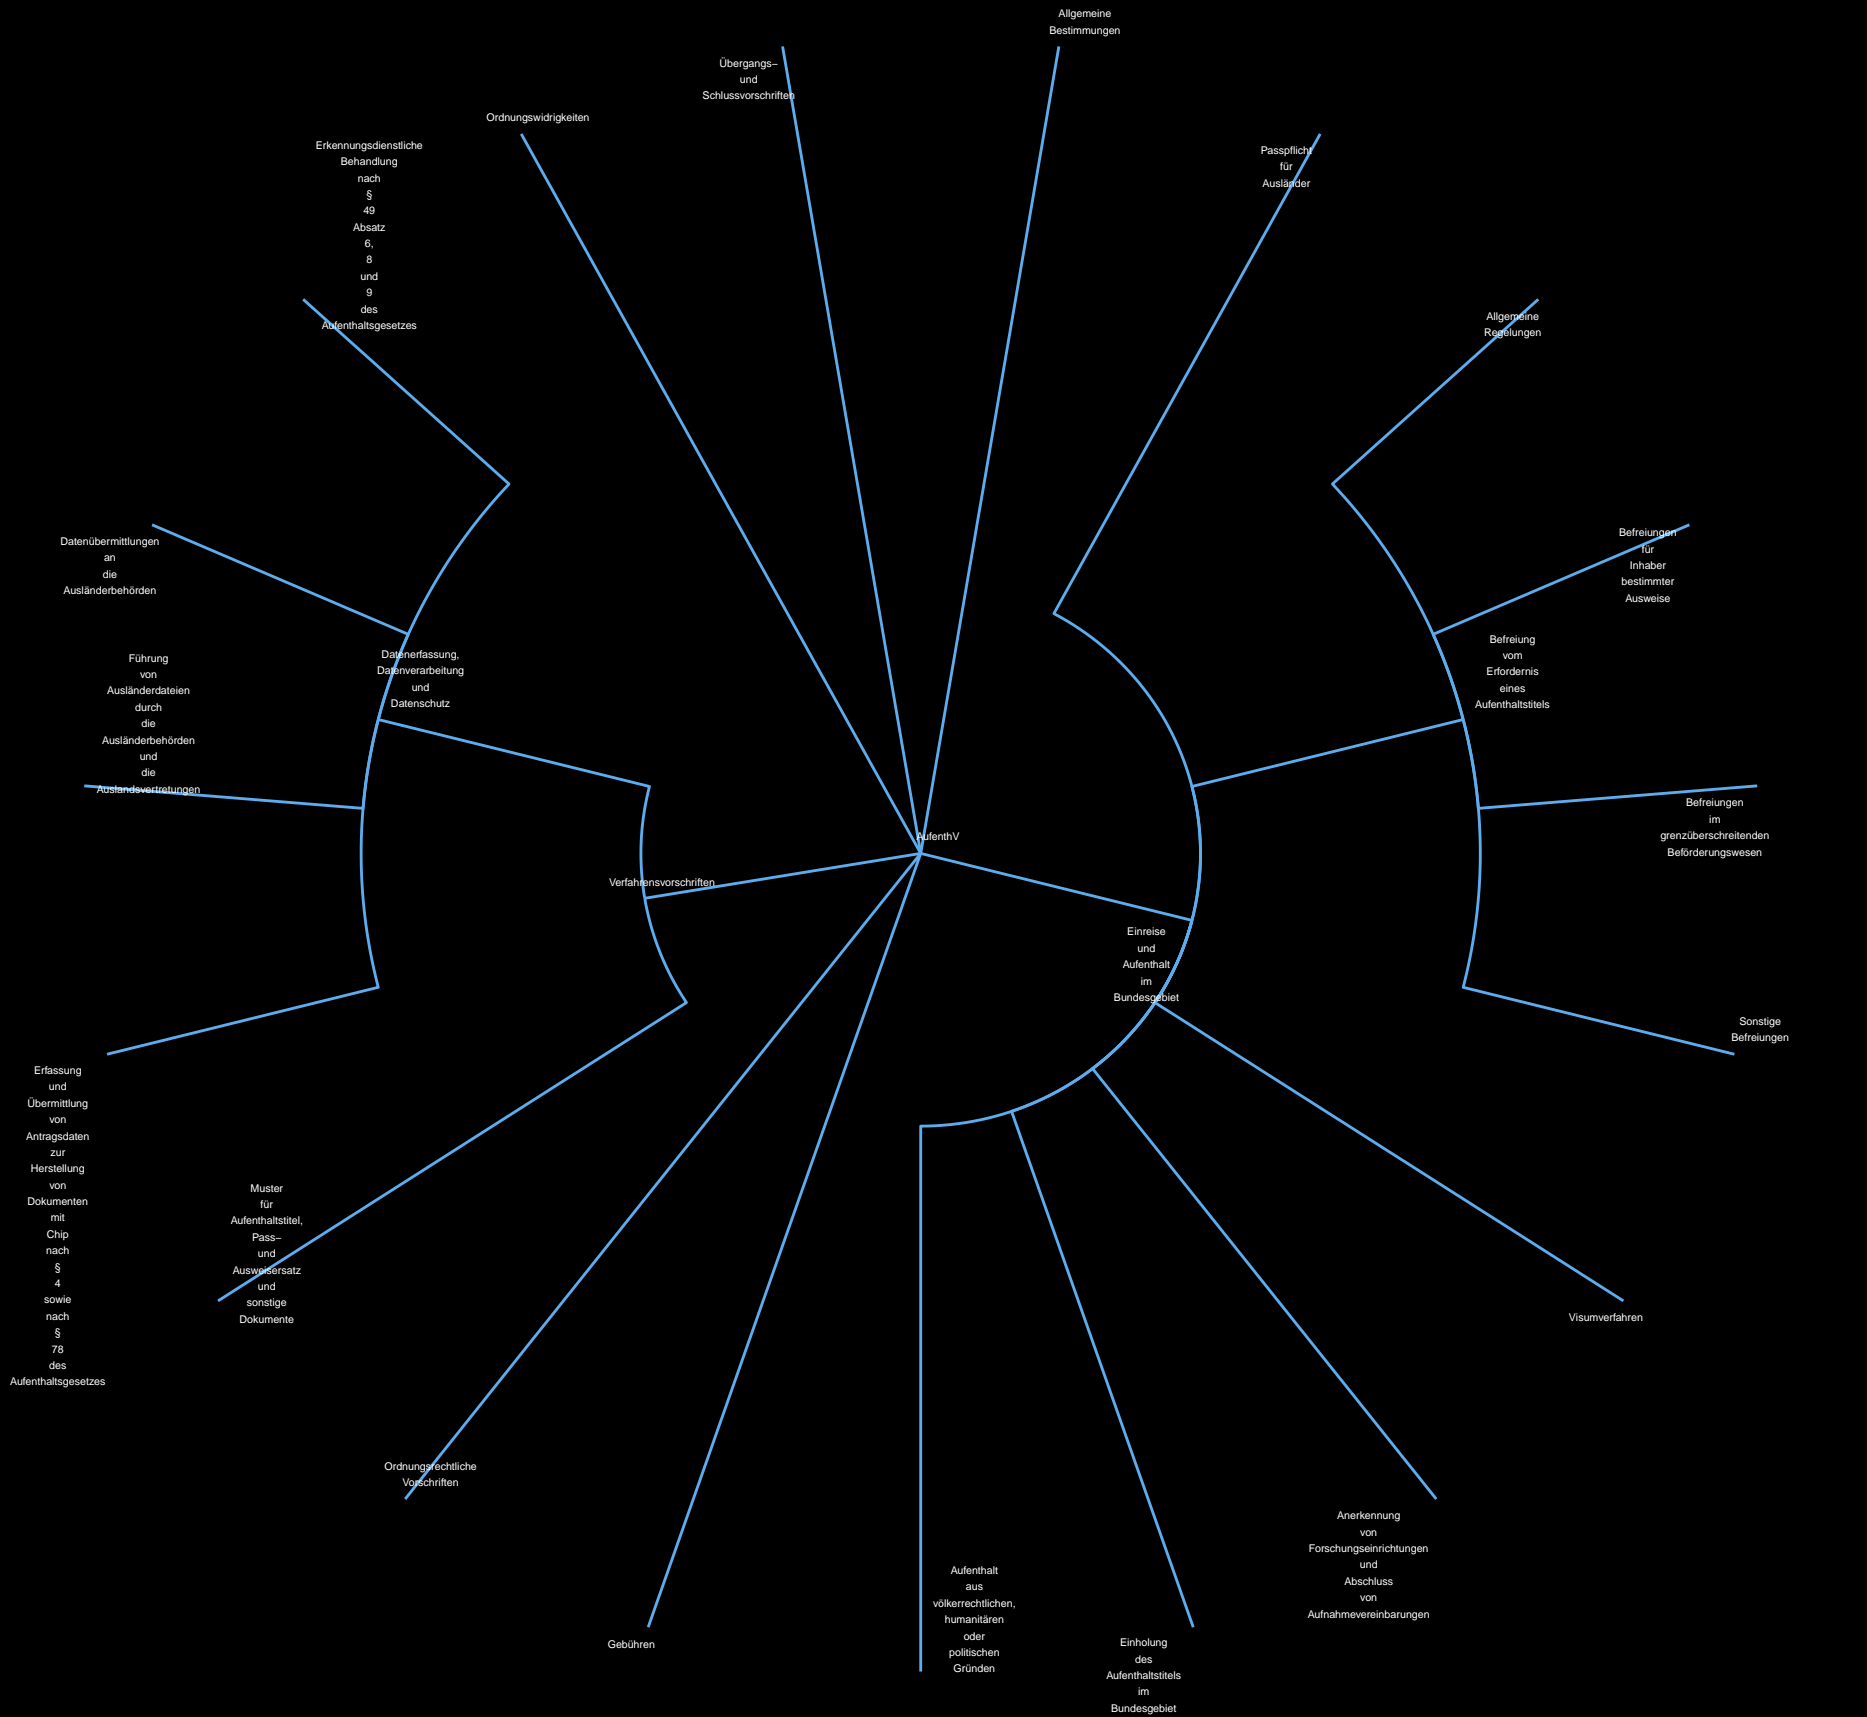 Allgemeine
Bestimmungen
Übergangs–
und
Schlussvorschriften
Ordnungswidrigkeiten
Erkennungsdienstliche
Behandlung
nach
§
49
Absatz
6,
8
und
9
des
Aufenthaltsgesetzes
Passpflicht
für
Ausländer
Allgemeine
Regelungen
Datenübermittlungen
an
die
Ausländerbehörden
Befreiungen
für
Inhaber
bestimmter
Ausweise
Führung
von
Ausländerdateien
durch
die
Ausländerbehörden
und
die
Auslandsvertretungen
Datenerfassung,
Datenverarbeitung
und
Datenschutz
Befreiung
vom
Erfordernis
eines
Aufenthaltstitels
Befreiungen
im
grenzüberschreitenden
Beförderungswesen
AufenthV
Verfahrensvorschriften
Einreise
und
Aufenthalt
im
Bundesgebiet
Sonstige
Befreiungen
Erfassung
und
Übermittlung
von
Antragsdaten
zur
Herstellung
von
Dokumenten
mit
Chip
nach
§
4
sowie
nach
§
78
des
Aufenthaltsgesetzes
Muster
für
Aufenthaltstitel,
Pass–
und
Ausweisersatz
und
sonstige
Dokumente
Visumverfahren
Ordnungsrechtliche
Vorschriften
Anerkennung
von
Forschungseinrichtungen
und
Abschluss
von
Aufnahmevereinbarungen
Aufenthalt
aus
völkerrechtlichen,
humanitären
oder
politischen
Gründen
Gebühren
Einholung
des
Aufenthaltstitels
im
Bundesgebiet